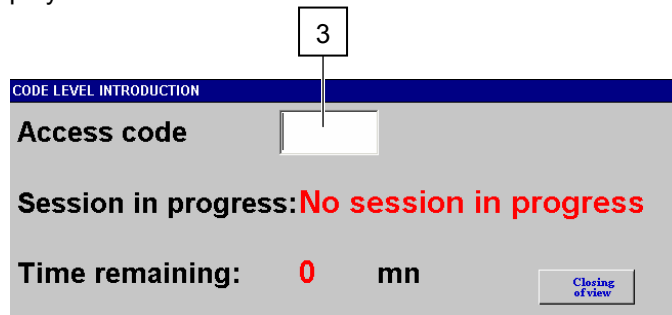 3
CODE LEVEL INTRODUCTION
Access code
Session in progress: No session in progress
Time remaining: 0 mn
Closing
of view